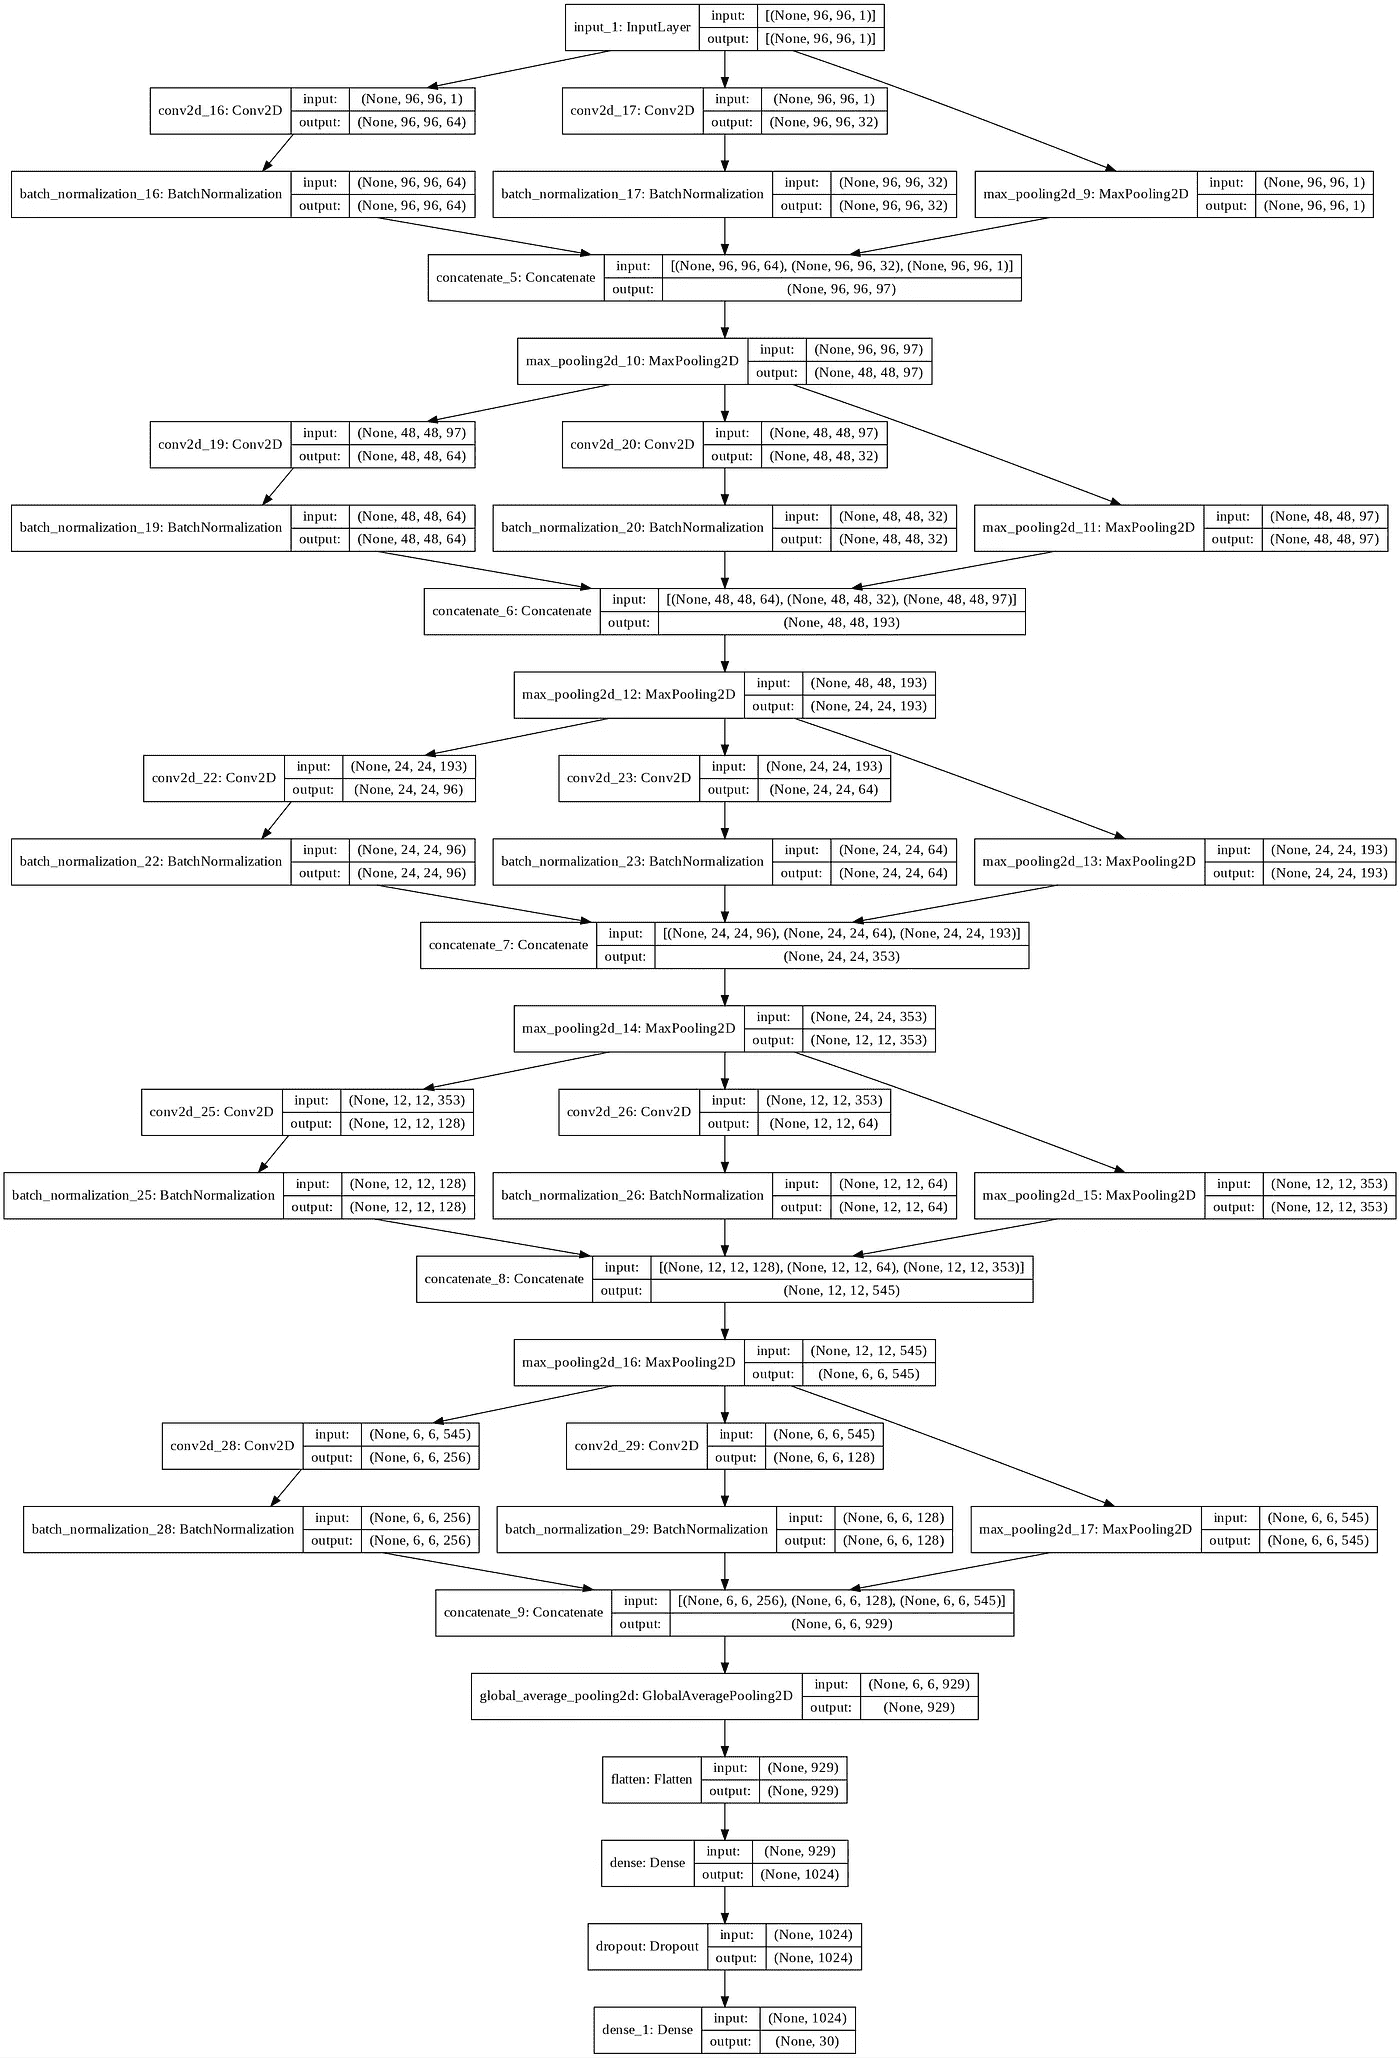 input_1: InputLayer
input: [(None, 96, 96, 1)]
output: [(None, 96, 96, 1)]
conv2d_16: Conv2D
input: (None, 96, 96, 1)
output: (None, 96, 96, 64)
conv2d_17: Conv2D
input: (None, 96, 96, 1)
output: (None, 96, 96, 32)
batch_normalization_16: BatchNormalization
input: (None, 96, 96, 64)
output: (None, 96, 96, 64)
batch_normalization_17: BatchNormalization
input: (None, 96, 96, 32)
output: (None, 96, 96, 32)
max_pooling2d_9: MaxPooling2D
input: (None, 96, 96, 1)
output: (None, 96, 96, 1)
concatenate_5: Concatenate
input: [(None, 96, 96, 64), (None, 96, 96, 32), (None, 96, 96, 1)]
output: (None, 96, 96, 97)
max_pooling2d_10: MaxPooling2D
input: (None, 96, 96, 97)
output: (None, 48, 48, 97)
conv2d_19: Conv2D
input: (None, 48, 48, 97)
output: (None, 48, 48, 64)
conv2d_20: Conv2D
input: (None, 48, 48, 97)
output: (None, 48, 48, 32)
batch_normalization_19: BatchNormalization
input: (None, 48, 48, 64)
output: (None, 48, 48, 64)
batch_normalization_20: BatchNormalization
input: (None, 48, 48, 32)
output: (None, 48, 48, 32)
max_pooling2d_11: MaxPooling2D
input: (None, 48, 48, 97)
output: (None, 48, 48, 97)
concatenate_6: Concatenate
input: [(None, 48, 48, 64), (None, 48, 48, 32), (None, 48, 48, 97)]
output: (None, 48, 48, 193)
max_pooling2d_12: MaxPooling2D
input: (None, 48, 48, 193)
output: (None, 24, 24, 193)
conv2d_22: Conv2D
input: (None, 24, 24, 193)
output: (None, 24, 24, 96)
conv2d_23: Conv2D
input: (None, 24, 24, 193)
output: (None, 24, 24, 64)
batch_normalization_22: BatchNormalization
input: (None, 24, 24, 96)
output: (None, 24, 24, 96)
batch_normalization_23: BatchNormalization
input: (None, 24, 24, 64)
output: (None, 24, 24, 64)
max_pooling2d_13: MaxPooling2D
input: (None, 24, 24, 193)
output: (None, 24, 24, 193)
concatenate_7: Concatenate
input: [(None, 24, 24, 96), (None, 24, 24, 64), (None, 24, 24, 193)]
output: (None, 24, 24, 353)
max_pooling2d_14: MaxPooling2D
input: (None, 24, 24, 353)
output: (None, 12, 12, 353)
conv2d_25: Conv2D
input: (None, 12, 12, 353)
output: (None, 12, 12, 128)
conv2d_26: Conv2D
input: (None, 12, 12, 353)
output: (None, 12, 12, 64)
batch_normalization_25: BatchNormalization
input: (None, 12, 12, 128)
output: (None, 12, 12, 128)
batch_normalization_26: BatchNormalization
input: (None, 12, 12, 64)
output: (None, 12, 12, 64)
max_pooling2d_15: MaxPooling2D
input: (None, 12, 12, 353)
output: (None, 12, 12, 353)
concatenate_8: Concatenate
input: [(None, 12, 12, 128), (None, 12, 12, 64), (None, 12, 12, 353)]
output: (None, 12, 12, 545)
max_pooling2d_16: MaxPooling2D
input: (None, 12, 12, 545)
output: (None, 6, 6, 545)
conv2d_28: Conv2D
input: (None, 6, 6, 545)
output: (None, 6, 6, 256)
conv2d_29: Conv2D
input: (None, 6, 6, 545)
output: (None, 6, 6, 128)
batch_normalization_28: BatchNormalization
input: (None, 6, 6, 256)
output: (None, 6, 6, 256)
batch_normalization_29: BatchNormalization
input: (None, 6, 6, 128)
output: (None, 6, 6, 128)
max_pooling2d_17: MaxPooling2D
input: (None, 6, 6, 545)
output: (None, 6, 6, 545)
concatenate_9: Concatenate
input: [(None, 6, 6, 256), (None, 6, 6, 128), (None, 6, 6, 545)]
output: (None, 6, 6, 929)
global_average_pooling2d: GlobalAveragePooling2D
input: (None, 6, 6, 929)
output: (None, 929)
flatten: Flatten
input: (None, 929)
output: (None, 929)
dense: Dense
input: (None, 929)
output: (None, 1024)
dropout: Dropout
input: (None, 1024)
output: (None, 1024)
dense_1: Dense
input: (None, 1024)
output: (None, 30)